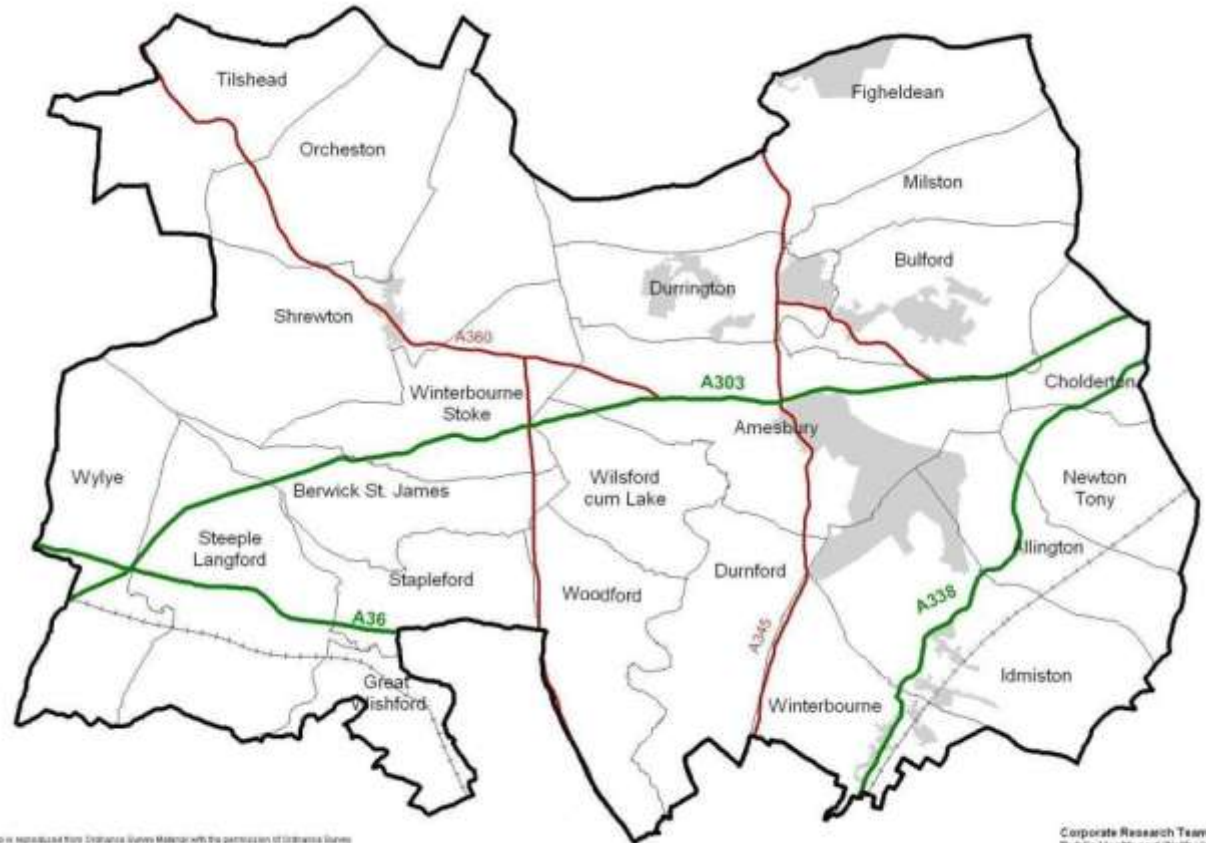 Tilshead
Figheldean
Orcheston
Milston
Bulford
Durrington
Shrewton
A360
A303
Cholderton
Winterbourne
Stoke
Amesbury
Wylye
Wilsford
cum Lake
Newton
Tony
Berwick St. James
Steeple
Langford
Allington
Stapleford
Durnford
Woodford
A338
A36
A345
Idmiston
Great
Wishford
Winterbourne
Corporate Research Team